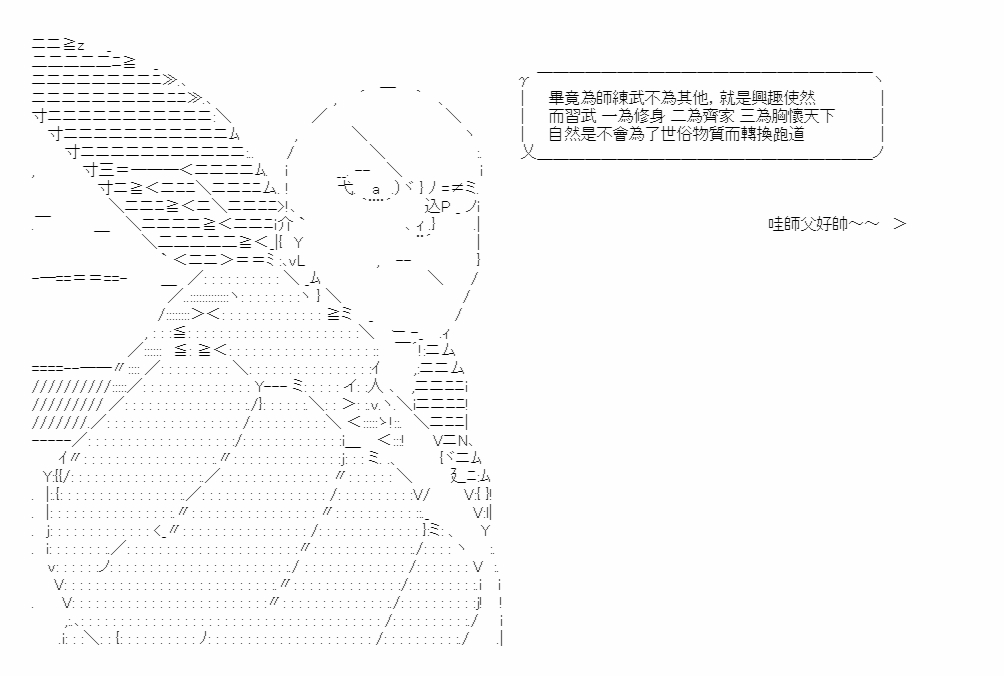 畢竟為師練武不為其他, 就是興趣使然
而習武 一為修身 二為齊家 三為胸懷天下
自然是不會為了世俗物質而轉換跑道
哇師父好帥～～ ＞